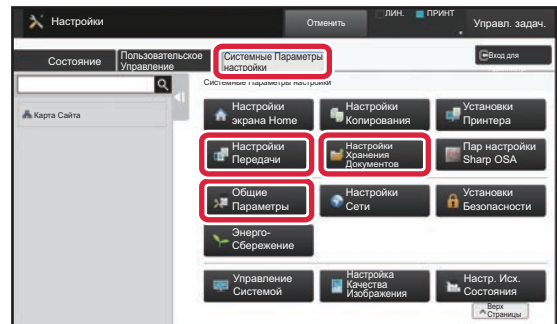 Настройки
Отменить
ЛИН.
ПРИНТ
Управл. задач.
Состояние
Пользовательское
Управление
Системные Параметры
настройки
Вход для
Системные Параметры настройки
Карта Сайта
Настройки
экрана Home
Настройки
Копирования
Установки
Принтера
Настройки
Передачи
Настройки
Хранения
Документов
Пар настройки
Sharp OSA
Общие
Параметры
Настройки
Сети
Установки
Безопасности
Энерго-
Сбережение
Управление
Системой
Настройка
Качества
Изображения
Настр. Исх.
Состояния
Верх
Страницы